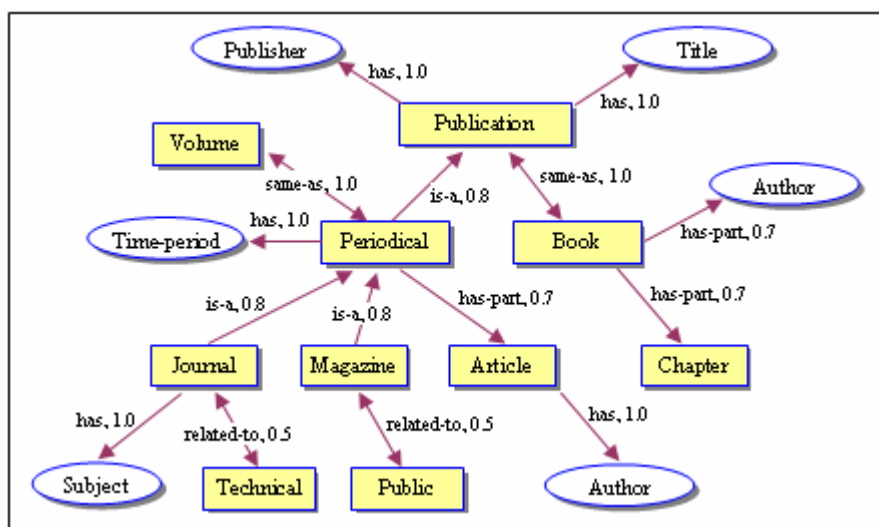 Publisher
Title
has, 1.0
has, 1.0
Publication
Volume
same-as, 1.0
is-a, 0.8
same-as, 1.0
Author
has, 1.0
Time-period
Periodical
Book
has-part, 0.7
is-a, 0.8
is-a, 0.8
has-part, 0.7
has-part, 0.7
Journal
Magazine
Article
Chapter
has, 1.0
related-to, 0.5
related-to, 0.5
has, 1.0
Subject
Technical
Public
Author